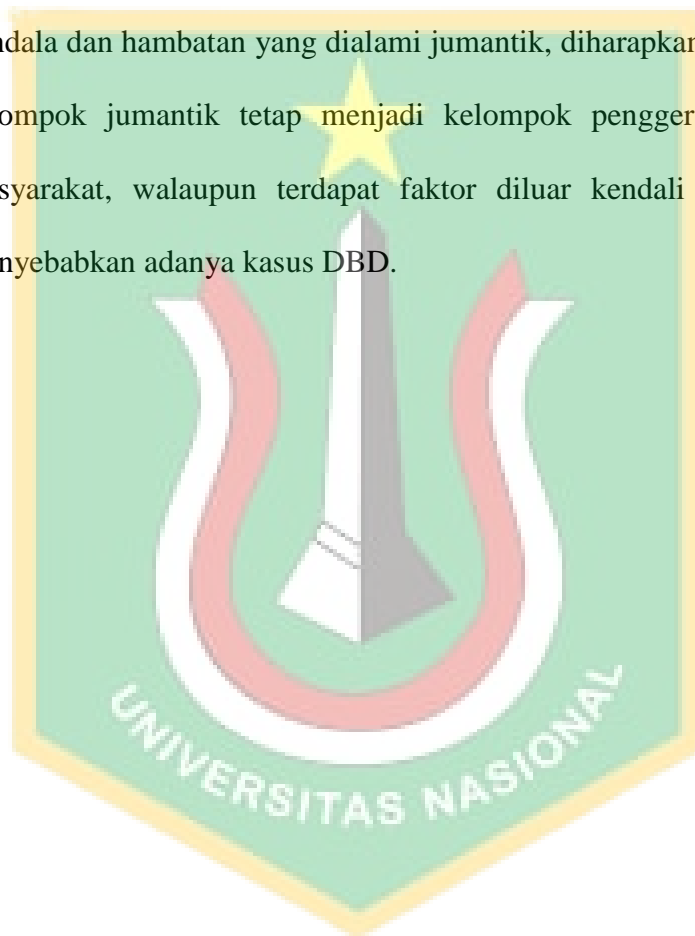 ndala dan hambatan yang dialami jumantik, diharapkan
ompok jumantik tetap menjadi kelompok pengger
syarakat, walaupun terdapat faktor diluar kendali
nyebabkan adanya kasus DBD.
UNIVERSITAS NASIONAL